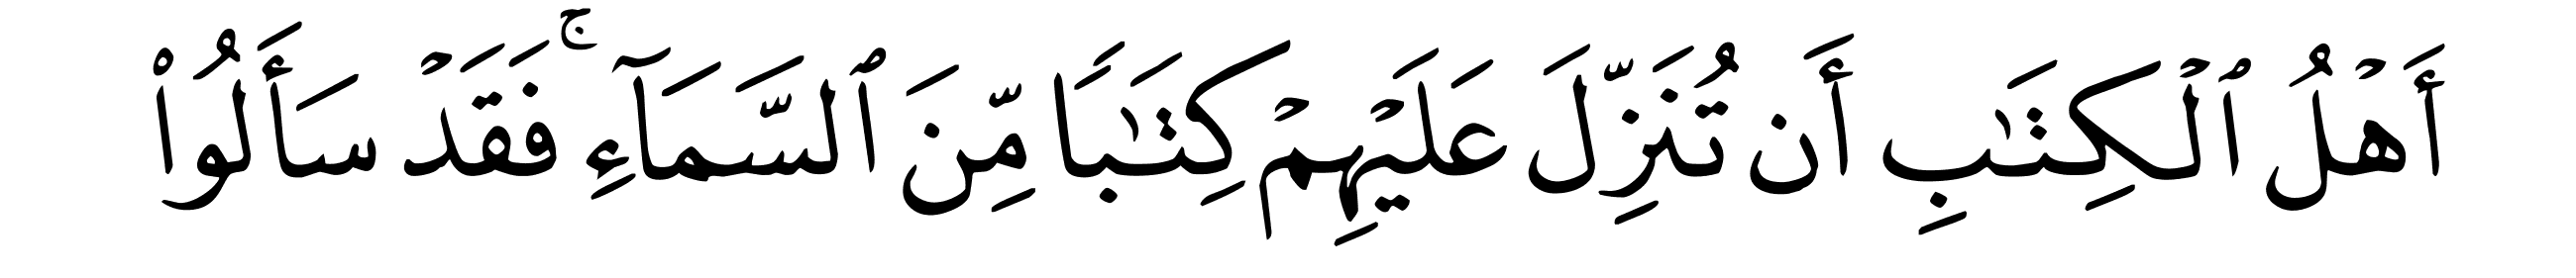 أَهْلُ ٱلْكِتَٰبِ أَن تُنَزِّلَ عَلَيْهِمْ كِتَٰبًا مِّنَ ٱلسَّمَآءِ ۚ فَقَدْ سَأَلُوا۟